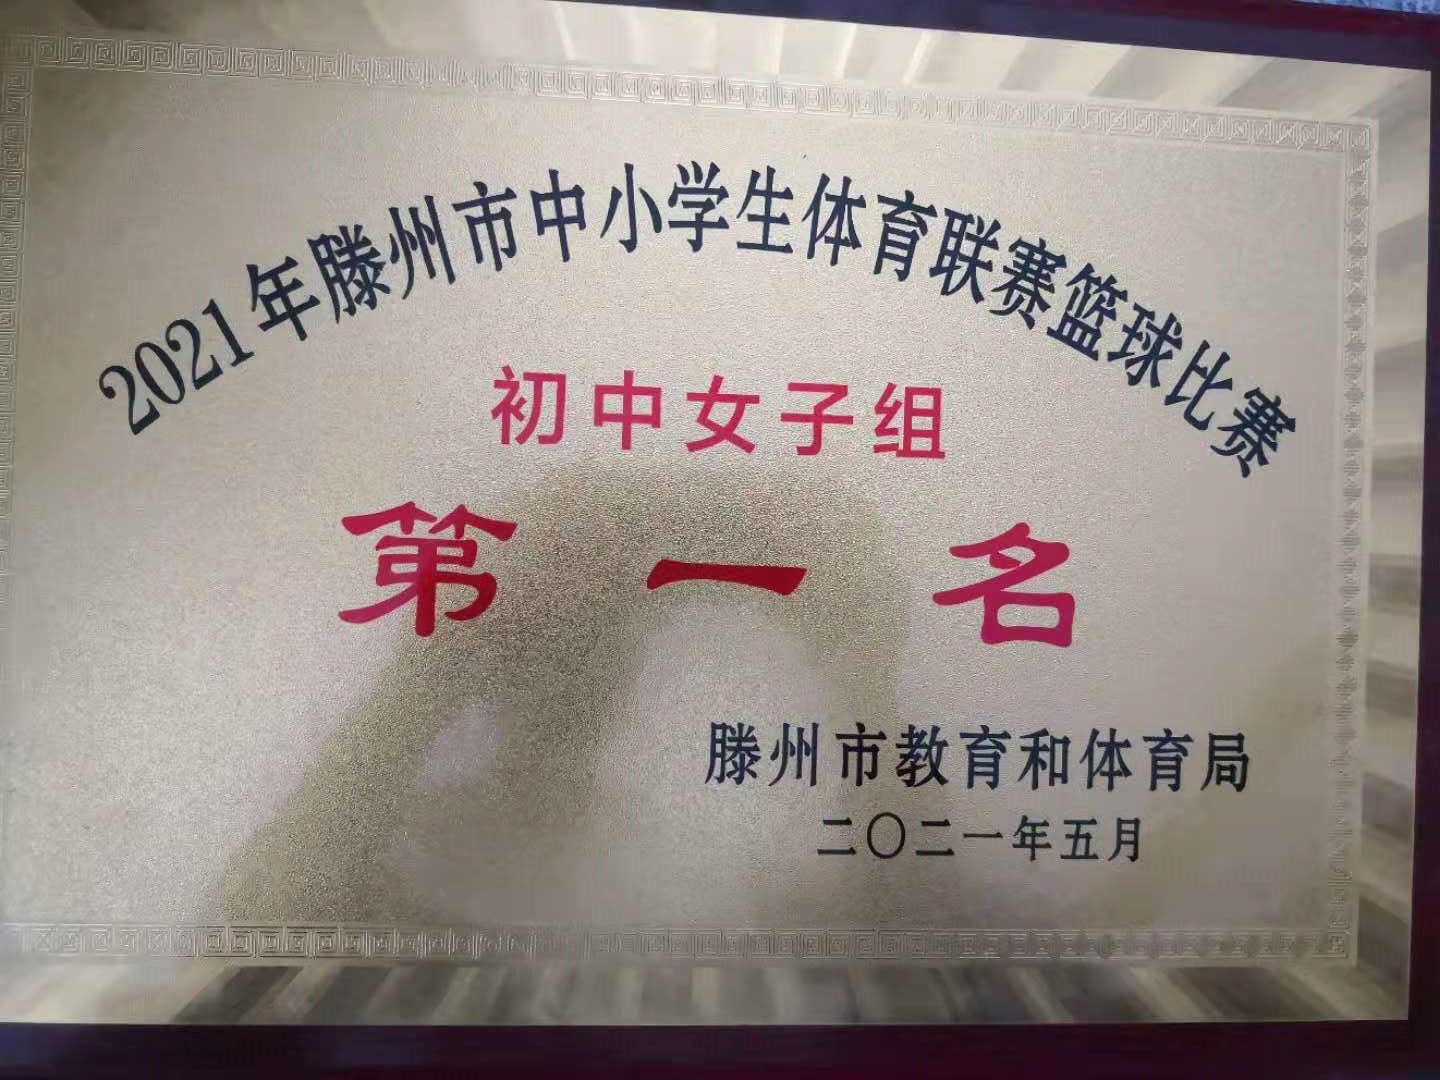 2021年滕州市中小学生体育联赛篮球比赛
初中女子组
第一名
滕州市教育和体育局
二〇二一年五月